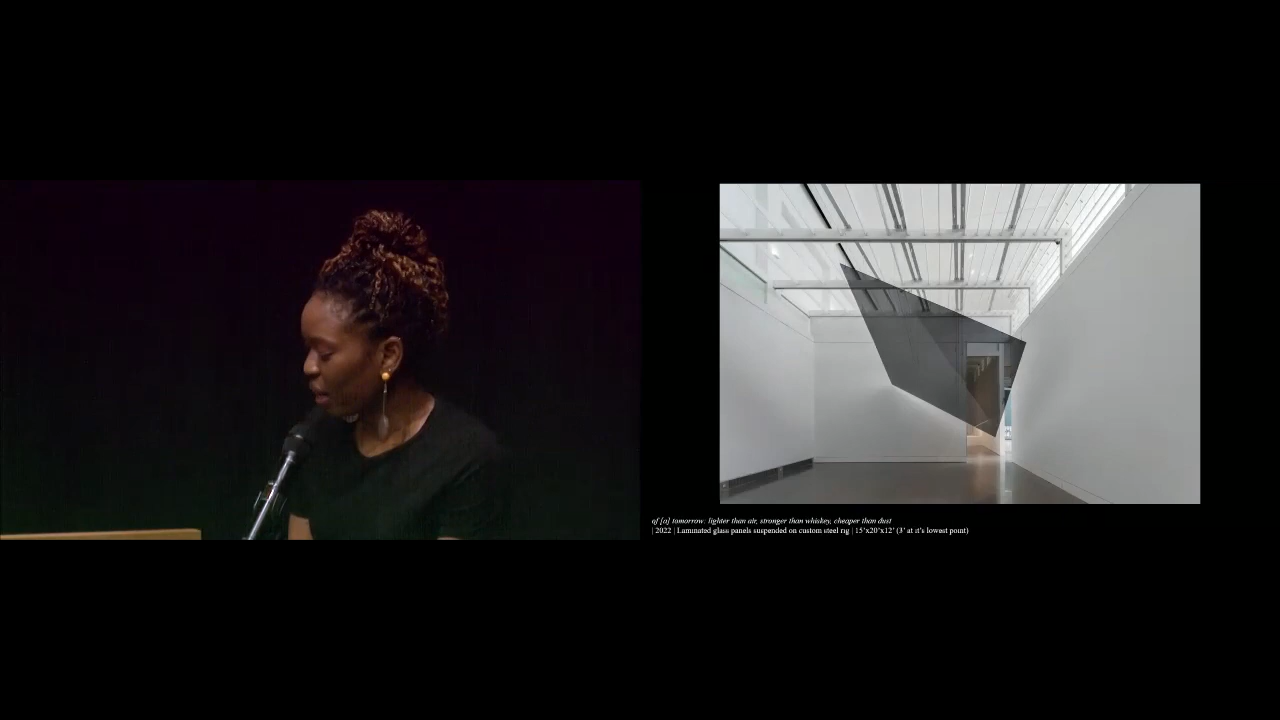 of [a] tomorrow: lighter than air, stronger than whiskey, cheaper than dust
| 2022 | Laminated glass panels suspended on custom steel rig | 15'x20'x12' (3' at it's lowest point)